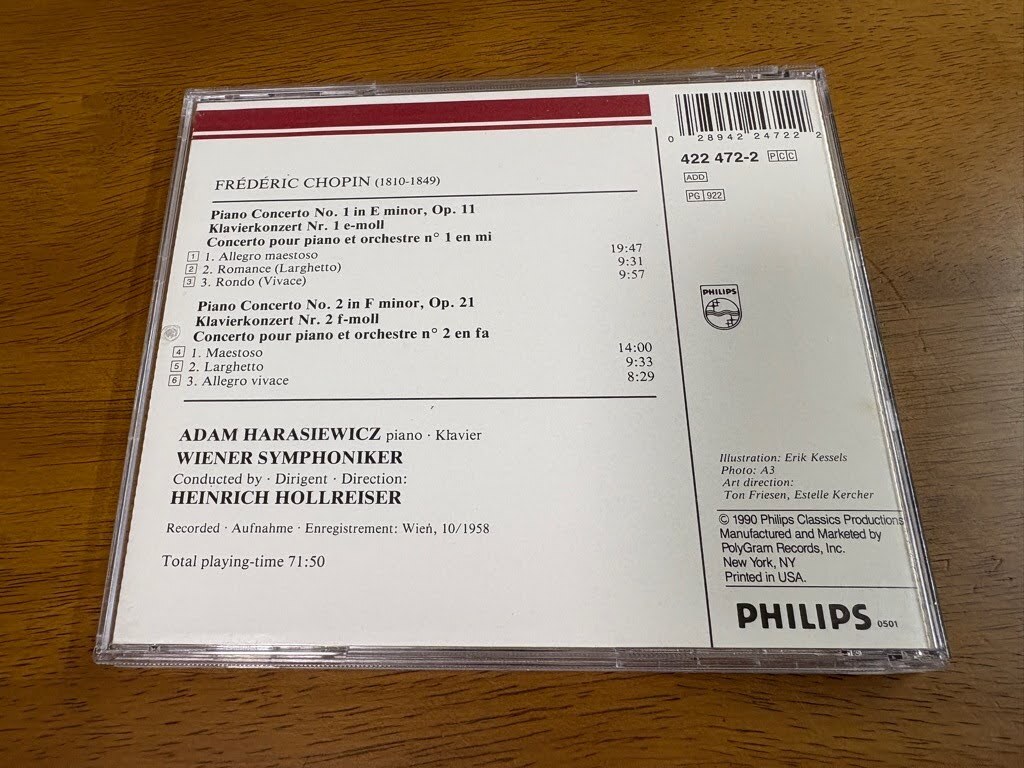 FRÉDÉRIC CHOPIN (1810-1849)
Piano Concerto No. 1 in E minor, Op. 11
Klavierkonzert Nr. 1 e-moll
Concerto pour piano et orchestre n° 1 en mi
1 1. Allegro maestoso 19:47
2 2. Romance (Larghetto) 9:31
3 3. Rondo (Vivace) 9:57
Piano Concerto No. 2 in F minor, Op. 21
Klavierkonzert Nr. 2 f-moll
Concerto pour piano et orchestre n° 2 en fa
4 1. Maestoso 14:00
5 2. Larghetto 9:33
6 3. Allegro vivace 8:29
ADAM HARASIEWICZ piano · Klavier
WIENER SYMPHONIKER
Conducted by · Dirigent · Direction:
HEINRICH HOLLREISER
Recorded · Aufnahme · Enregistrement: Wien, 10/1958
Total playing-time 71:50
0 28942 24722 2
422 472-2 PCC
ADD
PG 922
PHILIPS
Illustration: Erik Kessels
Photo: A3
Art direction:
Ton Friesen, Estelle Kercher
© 1990 Philips Classics Productions
Manufactured and Marketed by
PolyGram Records, Inc.
New York, NY
Printed in USA.
PHILIPS 0501